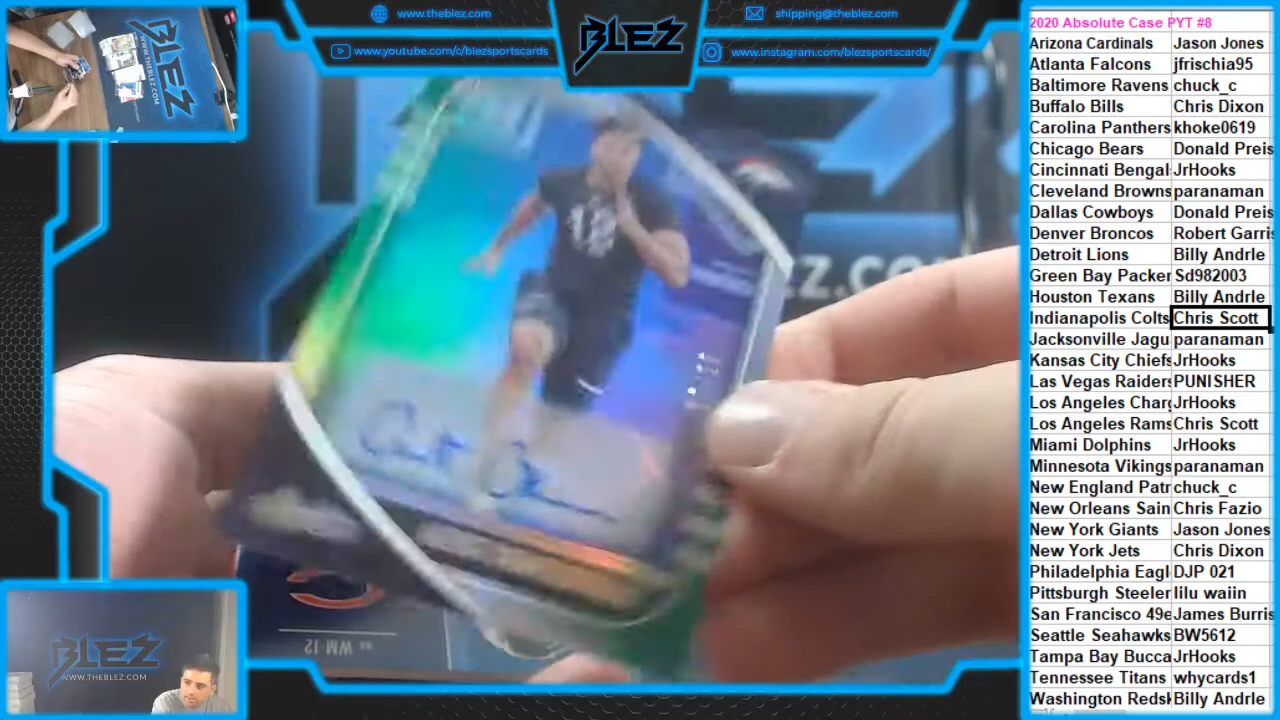 www.theblez.com
shipping@theblez.com
www.youtube.com/c/blezsportscards
www.instagram.com/blezsportscards/
BLEZ
2020 Absolute Case PYT #8
Arizona Cardinals Jason Jones
Atlanta Falcons jfrischia95
Baltimore Ravens chuck_c
Buffalo Bills Chris Dixon
Carolina Panthers khoke0619
Chicago Bears Donald Preis
Cincinnati Bengal JrHooks
Cleveland Browns paranaman
Dallas Cowboys Donald Preis
Denver Broncos Robert Garris
Detroit Lions Billy Andrle
Green Bay Packer Sd982003
Houston Texans Billy Andrle
Indianapolis Colts Chris Scott
Jacksonville Jagu paranaman
Kansas City Chiefs JrHooks
Las Vegas Raiders PUNISHER
Los Angeles Charg JrHooks
Los Angeles Rams Chris Scott
Miami Dolphins JrHooks
Minnesota Vikings paranaman
New England Patr chuck_c
New Orleans Sain Chris Fazio
New York Giants Jason Jones
New York Jets Chris Dixon
Philadelphia Eagl DJP 021
Pittsburgh Steeler lilu waiin
San Francisco 49e James Burris
Seattle Seahawks BW5612
Tampa Bay Bucca JrHooks
Tennessee Titans whycards1
Washington Redsk Billy Andrle
BLEZ
WWW.THEBLEZ.COM
Z.CO
WM 12
BLEZ
WWW.THEBLEZ.COM